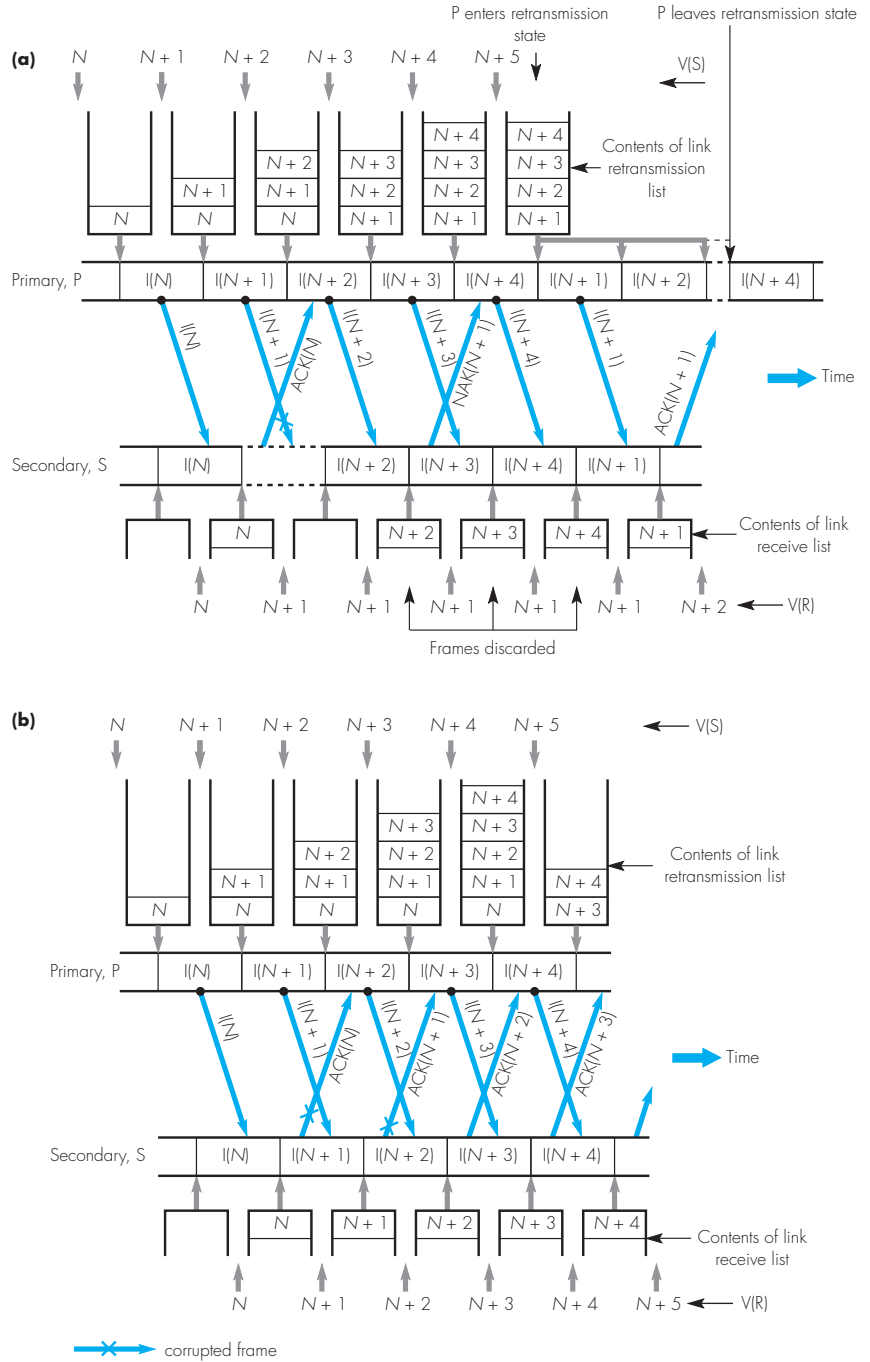 P enters retransmission state
P leaves retransmission state
(a)
N N + 1 N + 2 N + 3 N + 4 N + 5
V(S)
N + 4 N + 4
Contents of link retransmission list
N + 2 N + 3 N + 3 N + 3
N + 1 N + 1 N + 2 N + 2 N + 2
N N N N + 1 N + 1 N + 1
Primary, P I(N) I(N + 1) I(N + 2) I(N + 3) I(N + 4) I(N + 1) I(N + 2) I(N + 4)
I(N) I(N + 1) ACK(N) I(N + 2) I(N + 3) NAK(N + 1) I(N + 4) I(N + 1) ACK(N + 1)
Time
Secondary, S I(N) I(N + 2) I(N + 3) I(N + 4) I(N + 1)
N N + 2 N + 3 N + 4 N + 1
Contents of link receive list
N N + 1 N + 1 N + 1 N + 1 N + 1 N + 2 V(R)
Frames discarded
(b)
N N + 1 N + 2 N + 3 N + 4 N + 5 V(S)
N + 4
N + 3 N + 3
N + 2 N + 2 N + 2
Contents of link retransmission list
N + 1 N + 1 N + 1 N + 1 N + 4
N N N N N N + 3
Primary, P I(N) I(N + 1) I(N + 2) I(N + 3) I(N + 4)
I(N) I(N + 1) ACK(N) I(N + 2) ACK(N + 1) I(N + 3) ACK(N + 2) I(N + 4) ACK(N + 3)
Time
Secondary, S I(N) I(N + 1) I(N + 2) I(N + 3) I(N + 4)
N N + 1 N + 2 N + 3 N + 4
Contents of link receive list
N N + 1 N + 2 N + 3 N + 4 N + 5 V(R)
corrupted frame